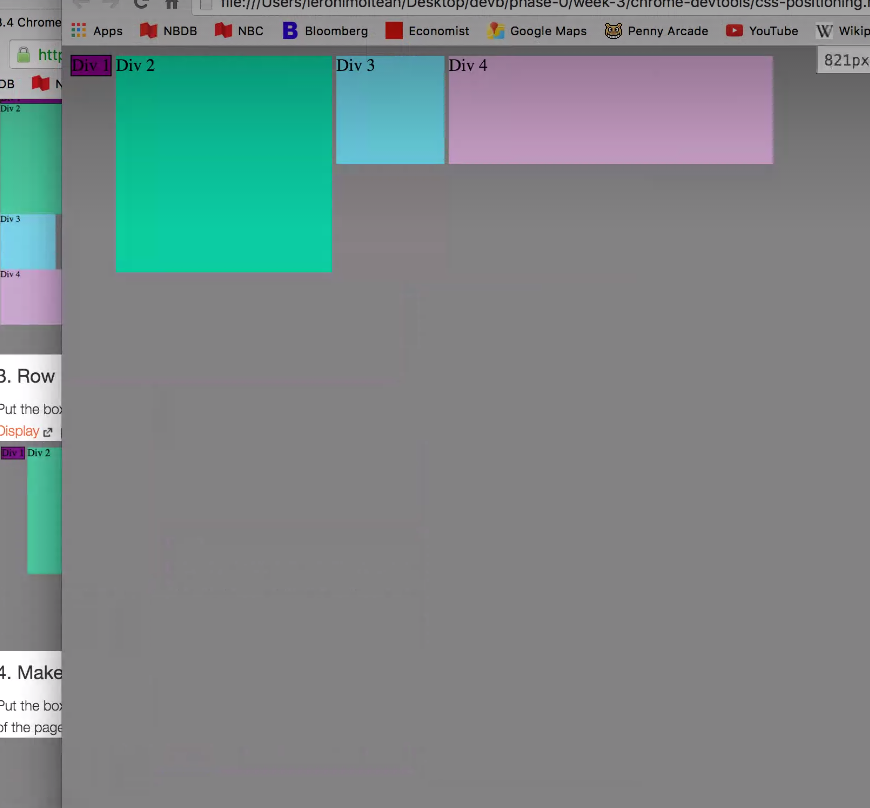 file:///Users/ieronimoltean/Desktop/devb/phase-0/week-3/chrome-devtools/css-positioning.
Apps NBDB NBC Bloomberg Economist Google Maps Penny Arcade YouTube Wikip
821px
Div 1 Div 2 Div 3 Div 4
.4 Chrome
http
DB
Div 2
Div 3
Div 4
3. Row
Put the box
Display
Div 1 Div 2
4. Make
Put the box
of the page